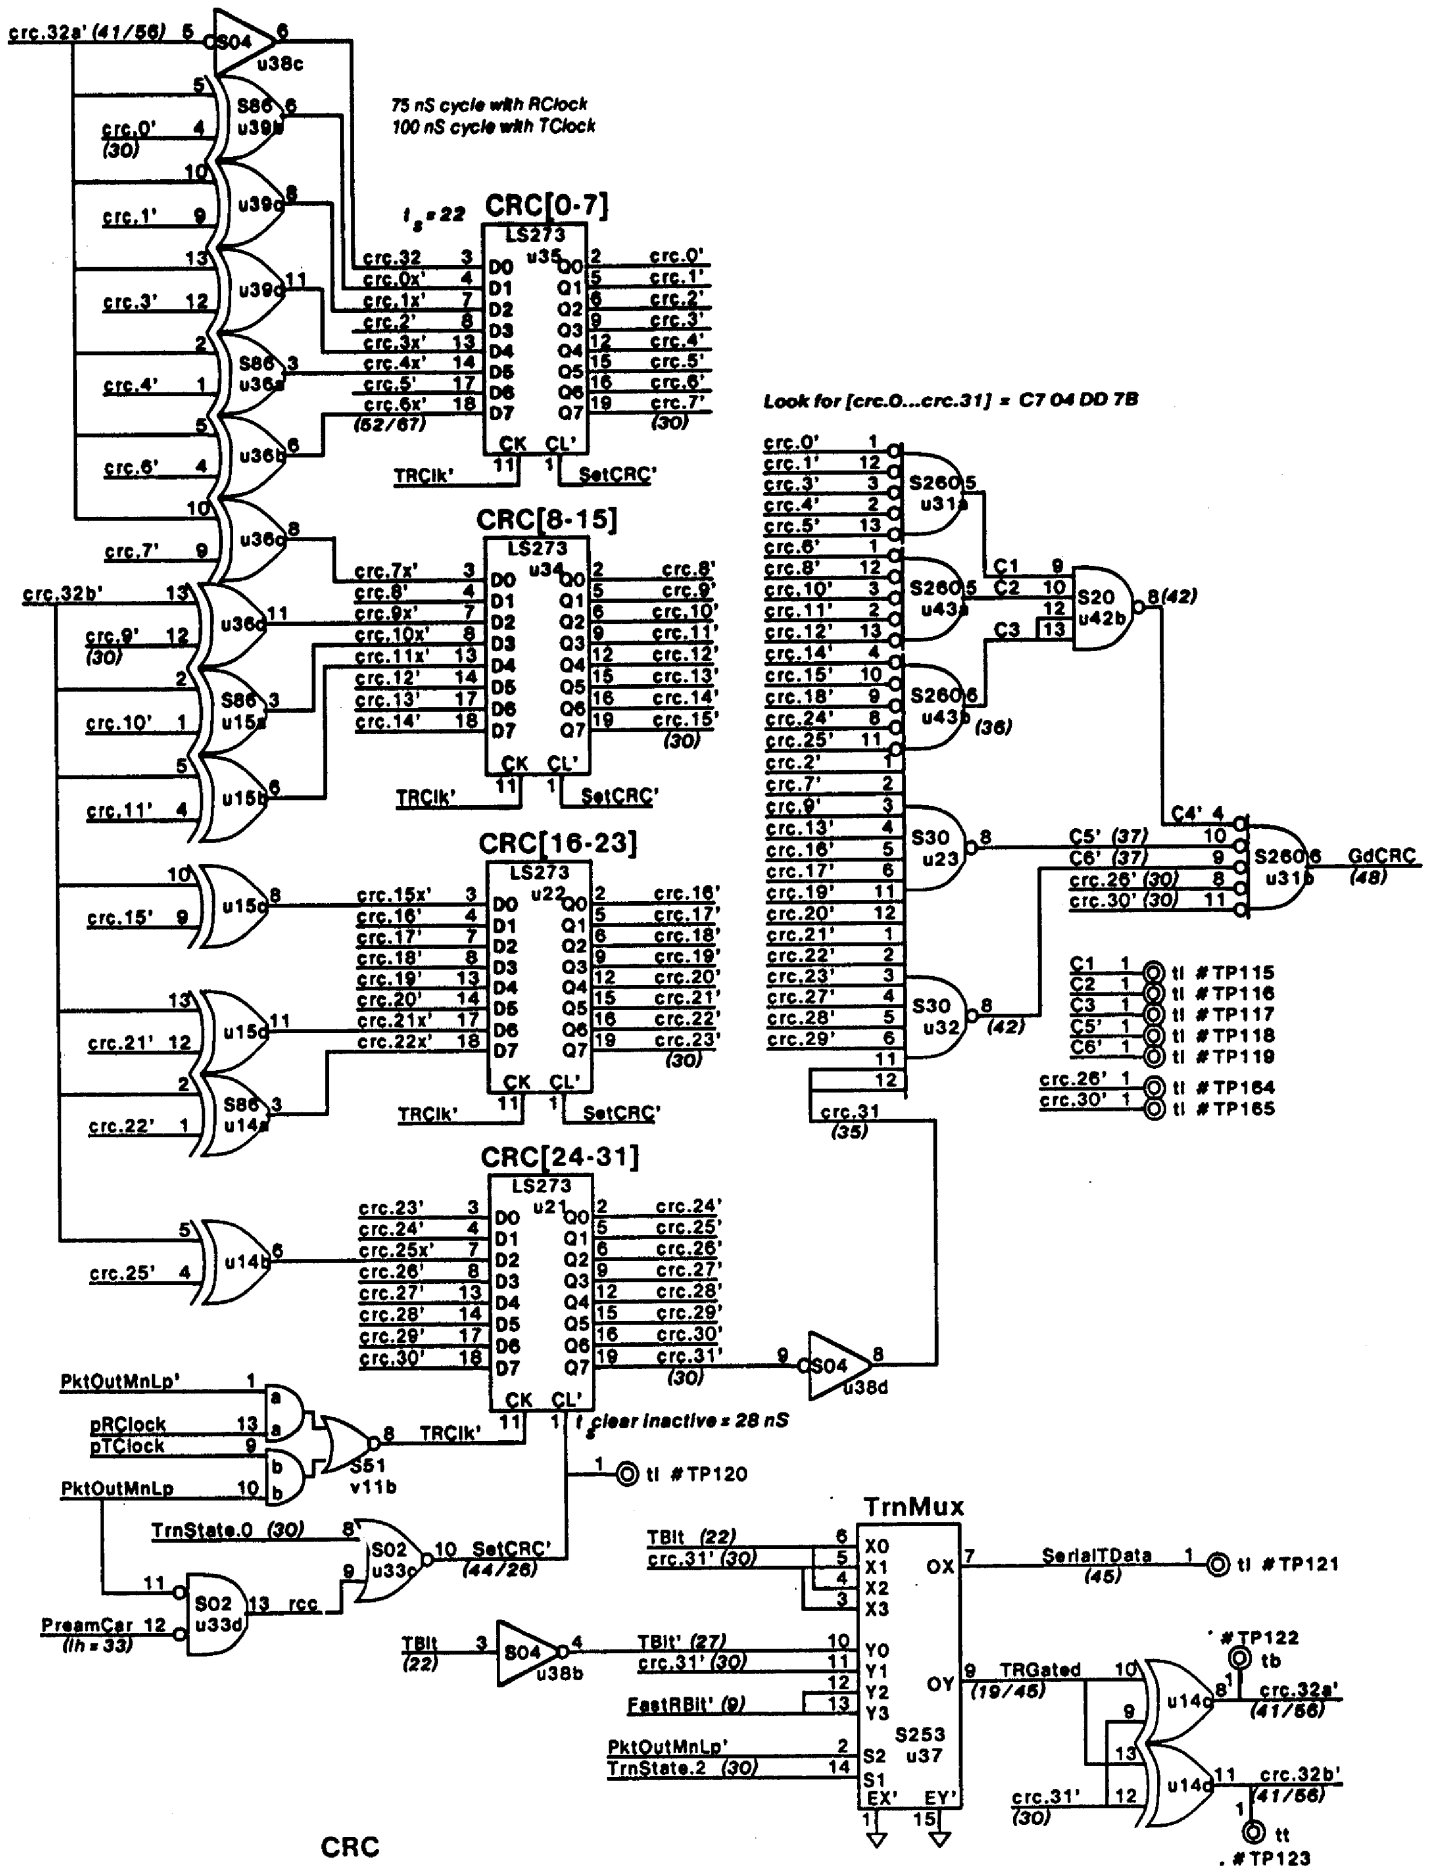 crc.32a' (41/56) 5 S04 6
u38c
5 S86 6
u39b
crc.0' 4
(30)
75 nS cycle with RClock
100 nS cycle with TClock
10 u39c 8
crc.1' 9
13 u39d 11
crc.3' 12
2 S86 3
u36a
crc.4' 1
5 u36b 6
crc.6' 4
10 u36c 8
crc.7' 9
crc.32b' 13 u36d 11
crc.9' 12
(30)
2 S86 3
u15a
crc.10' 1
5 u15b 6
crc.11' 4
10 u15c 8
crc.15' 9
13 u15d 11
crc.21' 12
2 S86 3
u14a
crc.22' 1
5 u14b 6
crc.25' 4
CRC[0-7]
t s = 22
LS273
u35
crc.32 3 D0 Q0 2 crc.0'
crc.0x' 4 D1 Q1 5 crc.1'
crc.1x' 7 D2 Q2 6 crc.2'
crc.2' 8 D3 Q3 9 crc.3'
crc.3x' 13 D4 Q4 12 crc.4'
crc.4x' 14 D5 Q5 15 crc.5'
crc.5' 17 D6 Q6 16 crc.6'
crc.6x' 18 D7 Q7 19 crc.7'
(52/67) (30)
CK CL'
TRClk' 11 1 SetCRC'
CRC[8-15]
LS273
u34
crc.7x' 3 D0 Q0 2 crc.8'
crc.8' 4 D1 Q1 5 crc.9'
crc.9x' 7 D2 Q2 6 crc.10'
crc.10x' 8 D3 Q3 9 crc.11'
crc.11x' 13 D4 Q4 12 crc.12'
crc.12' 14 D5 Q5 15 crc.13'
crc.13' 17 D6 Q6 16 crc.14'
crc.14' 18 D7 Q7 19 crc.15'
(30)
CK CL'
TRClk' 11 1 SetCRC'
CRC[16-23]
LS273
u22
crc.15x' 3 D0 Q0 2 crc.16'
crc.16' 4 D1 Q1 5 crc.17'
crc.17' 7 D2 Q2 6 crc.18'
crc.18' 8 D3 Q3 9 crc.19'
crc.19' 13 D4 Q4 12 crc.20'
crc.20' 14 D5 Q5 15 crc.21'
crc.21x' 17 D6 Q6 16 crc.22'
crc.22x' 18 D7 Q7 19 crc.23'
(30)
CK CL'
TRClk' 11 1 SetCRC'
CRC[24-31]
LS273
u21
crc.23' 3 D0 Q0 2 crc.24'
crc.24' 4 D1 Q1 5 crc.25'
crc.25x' 7 D2 Q2 6 crc.26'
crc.26' 8 D3 Q3 9 crc.27'
crc.27' 13 D4 Q4 12 crc.28'
crc.28' 14 D5 Q5 15 crc.29'
crc.29' 17 D6 Q6 16 crc.30'
crc.30' 18 D7 Q7 19 crc.31' 9 S04 8
(30) u38d
CK CL'
11 1 t s clear inactive = 28 nS
Look for [crc.0...crc.31] = C7 04 DD 7B
crc.0' 1
crc.1' 12
crc.3' 3 S260 5
crc.4' 2 u31a
crc.5' 13
crc.6' 1
crc.8' 12
crc.10' 3 S260 5
crc.11' 2 u43a
crc.12' 13
crc.14' 4
crc.15' 10
crc.18' 9 S260 6
crc.24' 8 u43b (36)
crc.25' 11
C1 9
C2 10 S20 8 (42)
12 u42b
C3 13
crc.2' 1
crc.7' 2
crc.9' 3
crc.13' 4 S30 8
crc.16' 5 u23
crc.17' 6
crc.19' 11
crc.20' 12
crc.21' 1
crc.22' 2
crc.23' 3
crc.27' 4 S30 8
crc.28' 5 u32 (42)
crc.29' 6
11
12
crc.31
(35)
C4' 4
C5' (37) 10
C6' (37) 9 S260 6 GdCRC
crc.26' (30) 8 u31b (48)
crc.30' (30) 11
C1 1 tl #TP115
C2 1 tl #TP116
C3 1 tl #TP117
C5' 1 tl #TP118
C6' 1 tl #TP119
crc.26' 1 tl #TP164
crc.30' 1 tl #TP165
PktOutMnLp' 1 a
pRClock 13 a
pTClock 9 b
PktOutMnLp 10 b
8 TRClk'
S51
v11b
1 tl #TP120
TrnState.0 (30) 8 S02 10 SetCRC'
9 u33c (44/26)
11 S02 13 rcc
PreamCar 12 u33d
(lh = 33)
TrnMux
TBit (22) 6 X0
crc.31' (30) 5 X1 OX 7 SerialTData 1 tl #TP121
4 X2 (45)
3 X3
TBit 3 S04 4 TBit' (27) 10 Y0
(22) u38b crc.31' (30) 11 Y1
12 Y2 OY 9 TRGated
FastRBit' (9) 13 Y3 (19/45)
S253
u37
PktOutMnLp' 2 S2
TrnState.2 (30) 14 S1
EX' EY'
1 15
#TP122
tb
10 u14c 8 1 crc.32a'
9 (41/56)
13 u14d 11 crc.32b'
crc.31' 12 (41/56)
(30) 1
tt
#TP123
CRC